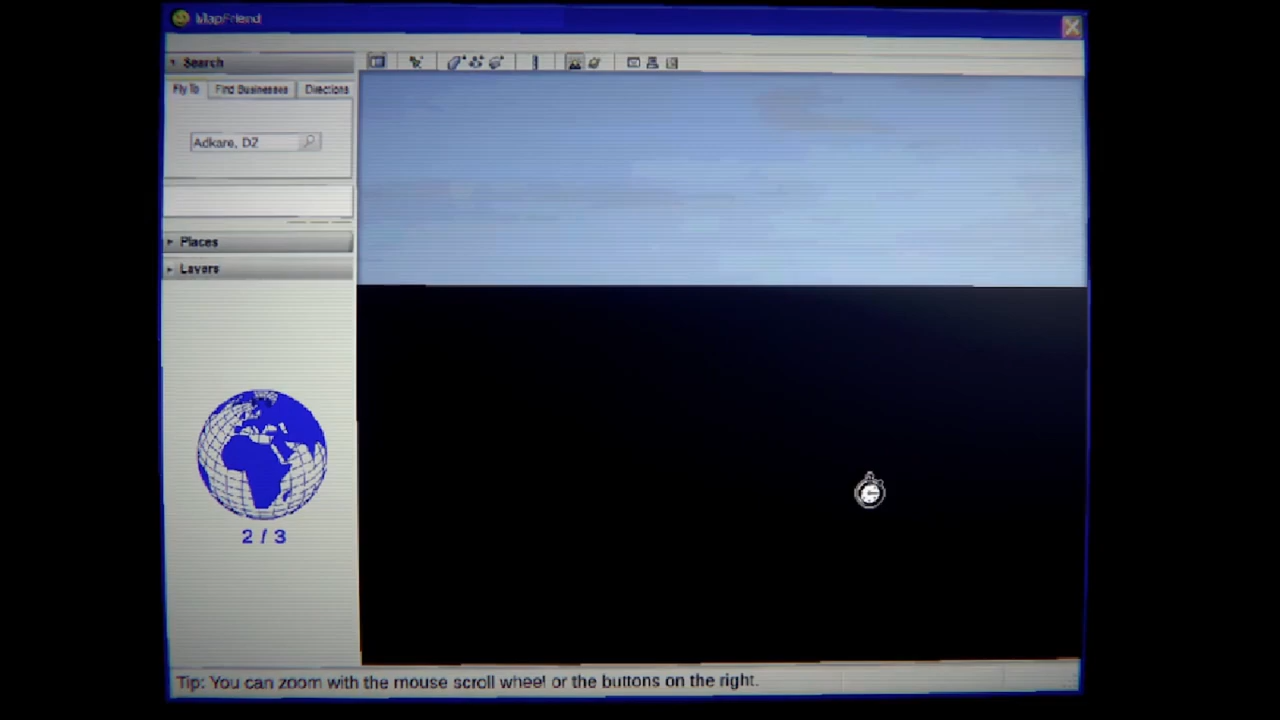 MapFriend
Search
Fly To Find Businesses Directions
Adkare, DZ
Places
Layers
2 / 3
Tip: You can zoom with the mouse scroll wheel or the buttons on the right.